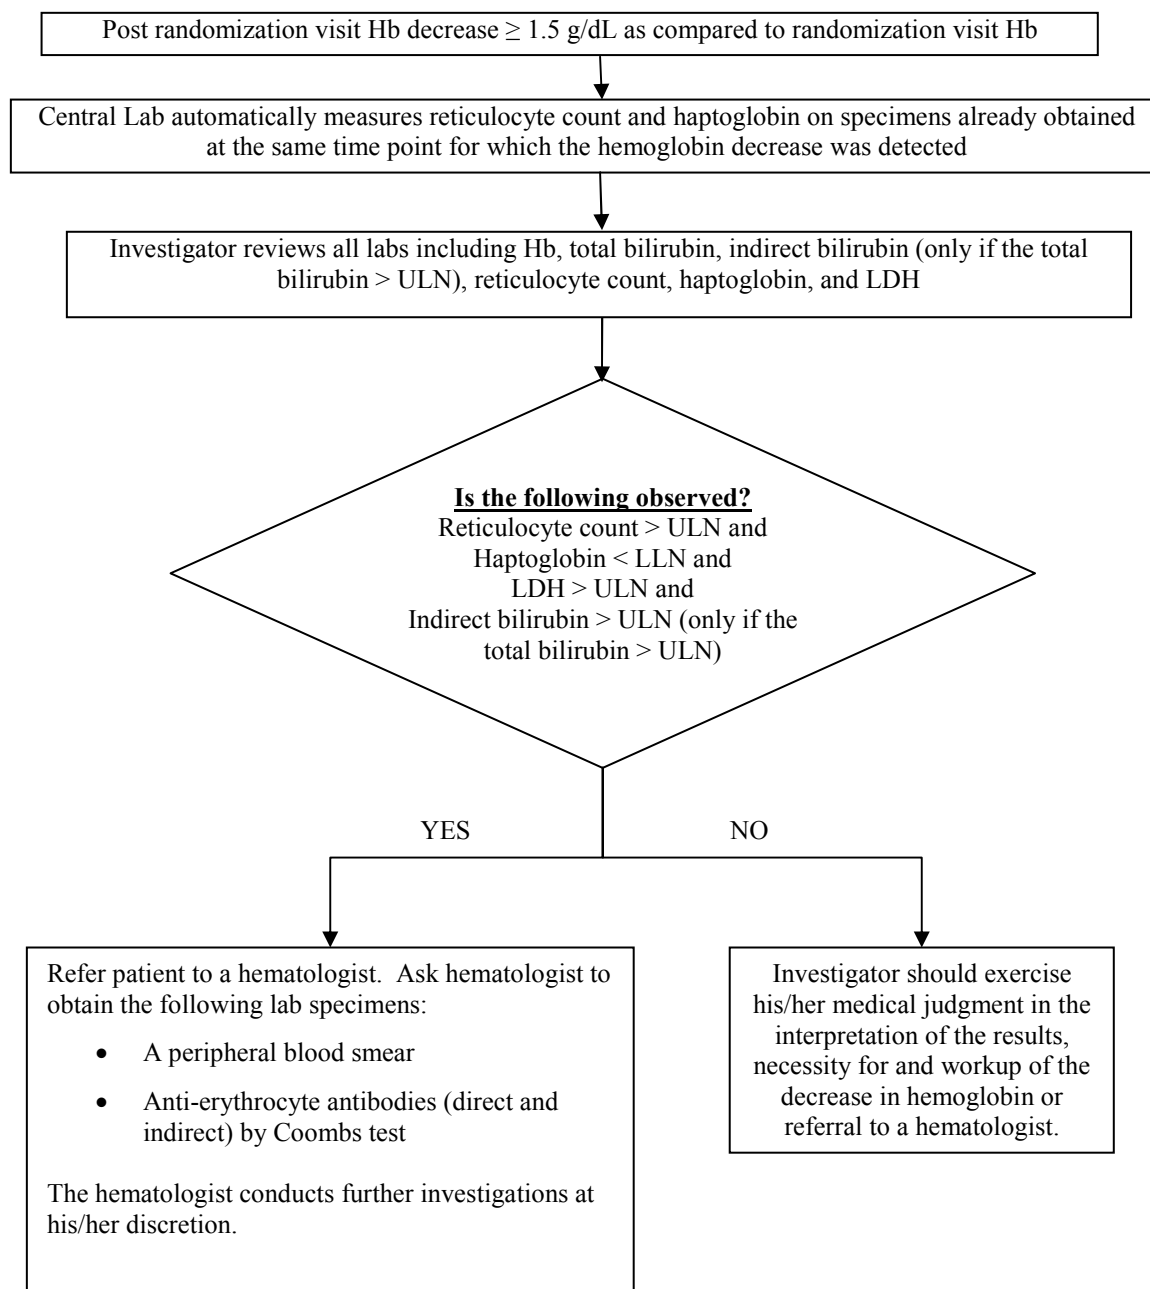 Post randomization visit Hb decrease ≥ 1.5 g/dL as compared to randomization visit Hb
Central Lab automatically measures reticulocyte count and haptoglobin on specimens already obtained
at the same time point for which the hemoglobin decrease was detected
Investigator reviews all labs including Hb, total bilirubin, indirect bilirubin (only if the total
bilirubin > ULN), reticulocyte count, haptoglobin, and LDH
Is the following observed?
Reticulocyte count > ULN and
Haptoglobin < LLN and
LDH > ULN and
Indirect bilirubin > ULN (only if the
total bilirubin > ULN)
YES
NO
Refer patient to a hematologist.  Ask hematologist to
obtain the following lab specimens:
• A peripheral blood smear
• Anti-erythrocyte antibodies (direct and
indirect) by Coombs test
The hematologist conducts further investigations at
his/her discretion.
Investigator should exercise
his/her medical judgment in the
interpretation of the results,
necessity for and workup of the
decrease in hemoglobin or
referral to a hematologist.